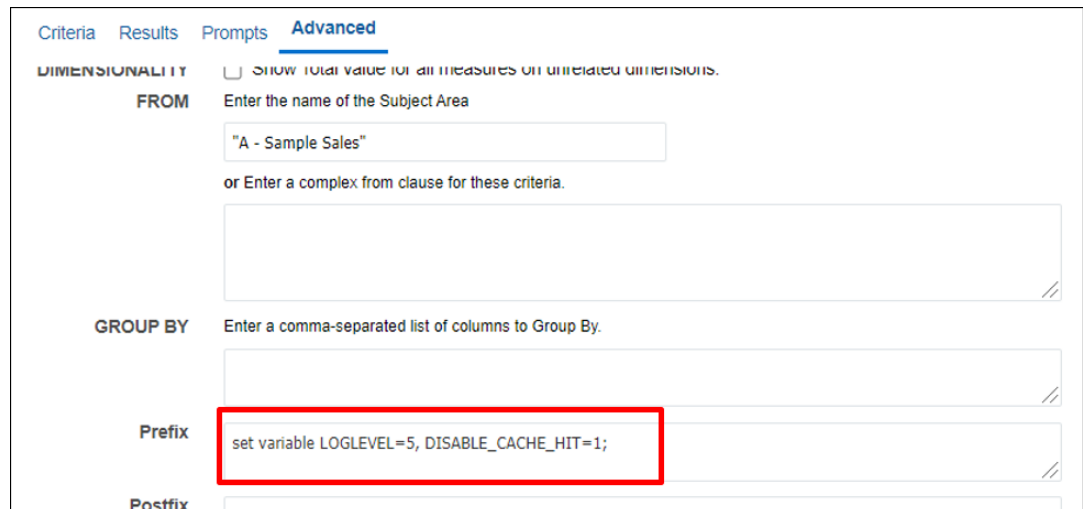 Criteria Results Prompts Advanced
DIMENSIONALITY Show Total value for all measures on unrelated dimensions.
FROM Enter the name of the Subject Area
"A - Sample Sales"
or Enter a complex from clause for these criteria.
GROUP BY Enter a comma-separated list of columns to Group By.
Prefix
set variable LOGLEVEL=5, DISABLE_CACHE_HIT=1;
Postfix